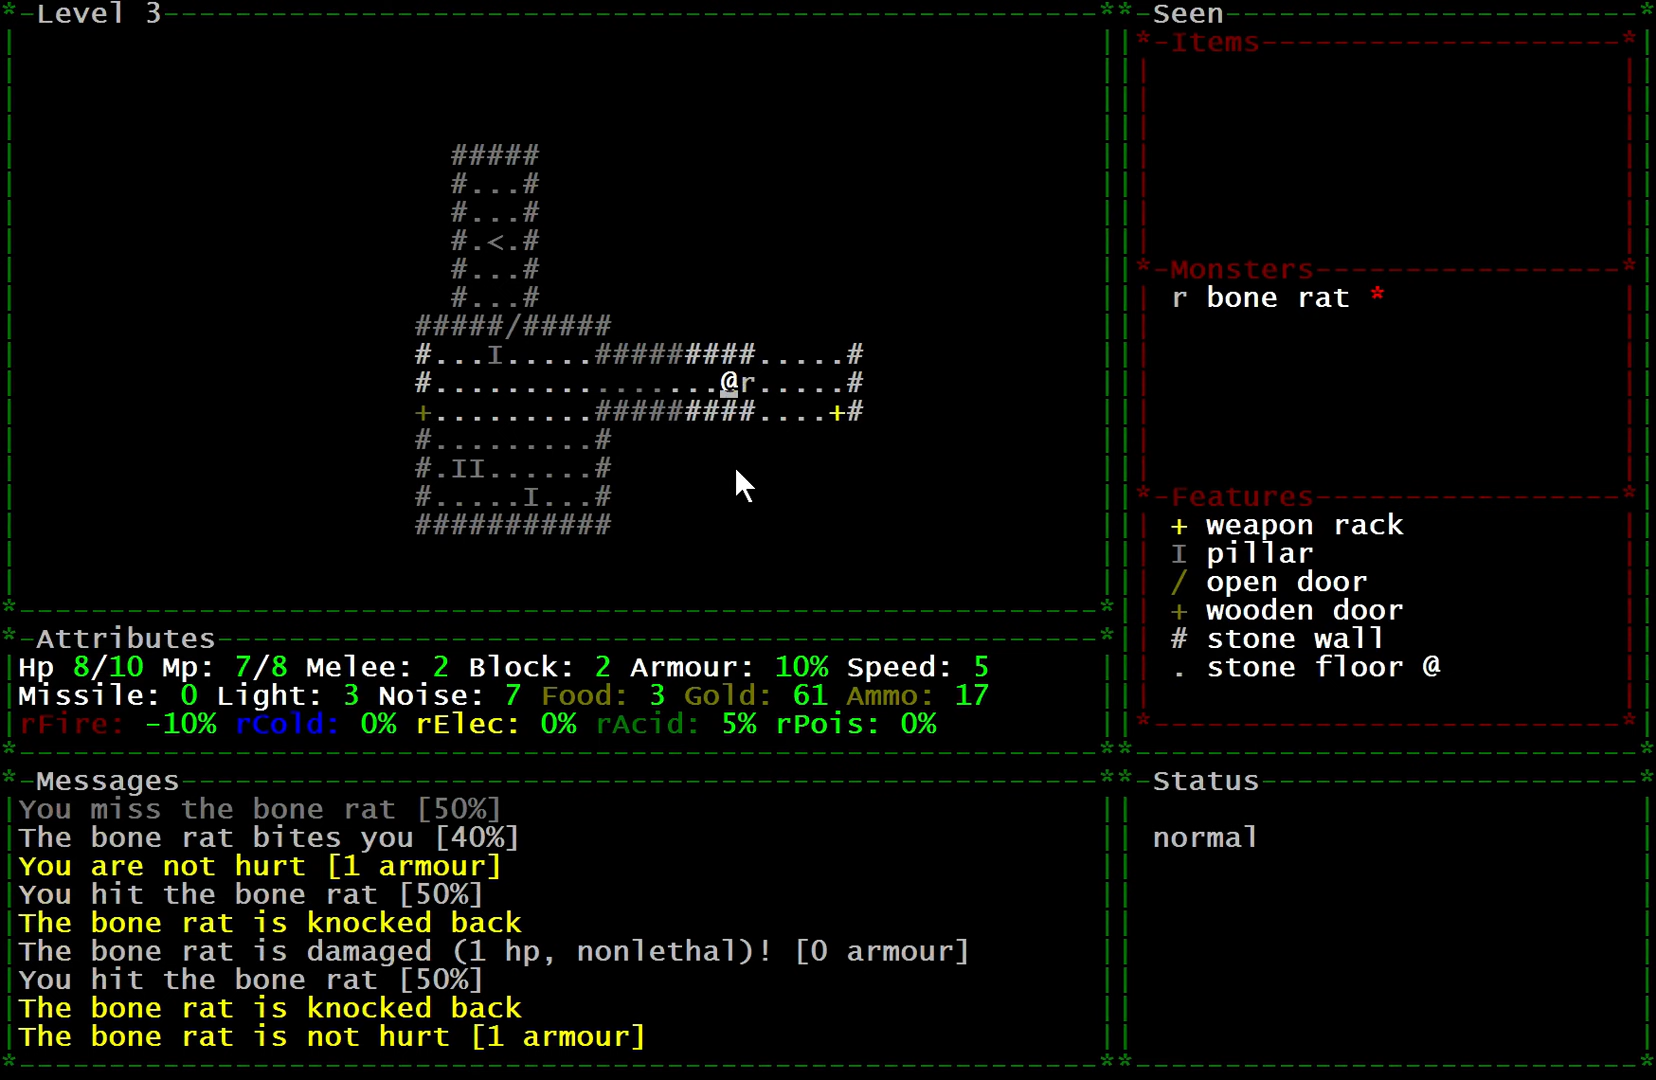 Level 3
#####
#...#
#...#
#.<.#
#...#
#...#
#####/#####
#...I.....#########.....#
#................@r.....#
+.........#########....+#
#.........#
#.II......#
#.....I...#
###########
Attributes
Hp 8/10 Mp: 7/8 Melee: 2 Block: 2 Armour: 10% Speed: 5
Missile: 0 Light: 3 Noise: 7 Food: 3 Gold: 61 Ammo: 17
rFire: -10% rCold: 0% rElec: 0% rAcid: 5% rPois: 0%
Messages
You miss the bone rat [50%]
The bone rat bites you [40%]
You are not hurt [1 armour]
You hit the bone rat [50%]
The bone rat is knocked back
The bone rat is damaged (1 hp, nonlethal)! [0 armour]
You hit the bone rat [50%]
The bone rat is knocked back
The bone rat is not hurt [1 armour]
Seen
Items
Monsters
r bone rat *
Features
+ weapon rack
I pillar
/ open door
+ wooden door
# stone wall
. stone floor @
Status
normal